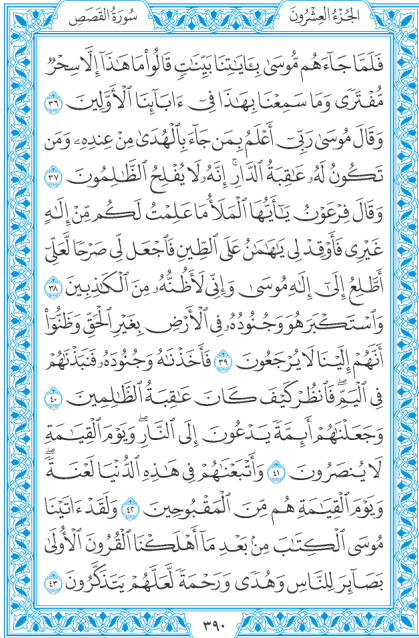 الجُزْءُ العِشْرُونَ
سُورَةُ القَصَصِ
فَلَمَّا جَآءَهُم مُّوسَىٰ بِـَٔايَٰتِنَا بَيِّنَٰتٍ قَالُوا۟ مَا هَٰذَآ إِلَّا سِحْرٌ
مُّفْتَرًى وَمَا سَمِعْنَا بِهَٰذَا فِىٓ ءَابَآئِنَا ٱلْأَوَّلِينَ ٣٦
وَقَالَ مُوسَىٰ رَبِّىٓ أَعْلَمُ بِمَن جَآءَ بِٱلْهُدَىٰ مِنْ عِندِهِۦ وَمَن
تَكُونُ لَهُۥ عَٰقِبَةُ ٱلدَّارِ ۚ إِنَّهُۥ لَا يُفْلِحُ ٱلظَّٰلِمُونَ ٣٧
وَقَالَ فِرْعَوْنُ يَٰٓأَيُّهَا ٱلْمَلَأُ مَا عَلِمْتُ لَكُم مِّنْ إِلَٰهٍ
غَيْرِى فَأَوْقِدْ لِى يَٰهَٰمَٰنُ عَلَى ٱلطِّينِ فَٱجْعَل لِّى صَرْحًا لَّعَلِّىٓ
أَطَّلِعُ إِلَىٰٓ إِلَٰهِ مُوسَىٰ وَإِنِّى لَأَظُنُّهُۥ مِنَ ٱلْكَٰذِبِينَ ٣٨
وَٱسْتَكْبَرَ هُوَ وَجُنُودُهُۥ فِى ٱلْأَرْضِ بِغَيْرِ ٱلْحَقِّ وَظَنُّوٓا۟
أَنَّهُمْ إِلَيْنَا لَا يُرْجَعُونَ ٣٩ فَأَخَذْنَٰهُ وَجُنُودَهُۥ فَنَبَذْنَٰهُمْ
فِى ٱلْيَمِّ ۖ فَٱنظُرْ كَيْفَ كَانَ عَٰقِبَةُ ٱلظَّٰلِمِينَ ٤٠
وَجَعَلْنَٰهُمْ أَئِمَّةً يَدْعُونَ إِلَى ٱلنَّارِ ۖ وَيَوْمَ ٱلْقِيَٰمَةِ
لَا يُنصَرُونَ ٤١ وَأَتْبَعْنَٰهُمْ فِى هَٰذِهِ ٱلدُّنْيَا لَعْنَةً ۖ
وَيَوْمَ ٱلْقِيَٰمَةِ هُم مِّنَ ٱلْمَقْبُوحِينَ ٤٢ وَلَقَدْ ءَاتَيْنَا
مُوسَى ٱلْكِتَٰبَ مِنۢ بَعْدِ مَآ أَهْلَكْنَا ٱلْقُرُونَ ٱلْأُولَىٰ
بَصَآئِرَ لِلنَّاسِ وَهُدًى وَرَحْمَةً لَّعَلَّهُمْ يَتَذَكَّرُونَ ٤٣
٣٩٠